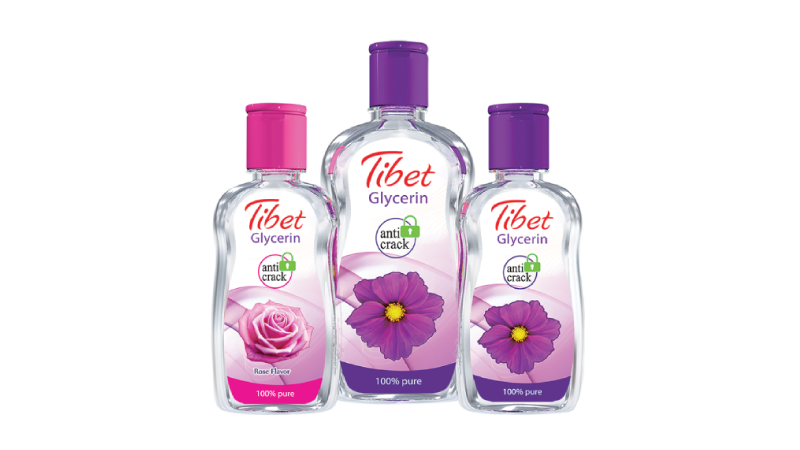 Tibet
Glycerin
anti
crack
Rose Flavor
100% pure
Tibet
Glycerin
anti
crack
100% pure
Tibet
Glycerin
anti
crack
100% pure